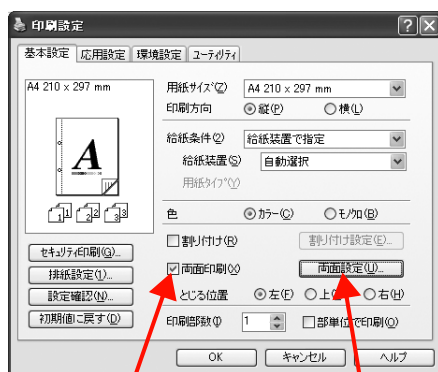 印刷設定
基本設定 応用設定 環境設定 ユーティリティ
A4 210 × 297 mm
用紙サイズ(Z) A4 210 × 297 mm
印刷方向 縦(P) 横(L)
給紙条件(2) 給紙装置で指定
給紙装置(S) 自動選択
用紙タイプ(Y)
A
1 2 3
色 カラー(C) モノクロ(B)
割り付け(R) 割り付け設定(E)...
セキュリティ印刷(G)...
両面印刷(X) 両面設定(U)...
排紙設定(1)...
とじる位置 左(F) 上( 右(H)
設定確認(N)...
初期値に戻す(D)
印刷部数(I) 1 部単位で印刷(O)
OK キャンセル ヘルプ